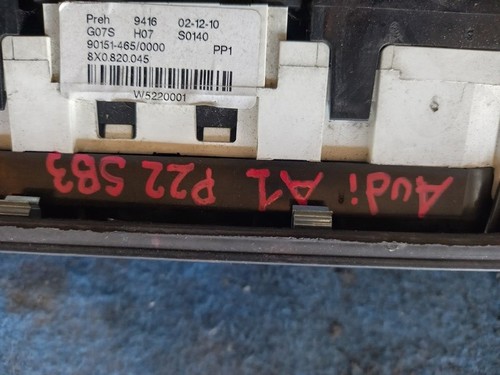 Preh 9416 02-12-10
G07S H07 S0140
90151-465/0000 PP1
8X0.820.045
W5220001
Audi A1 P22 SB3